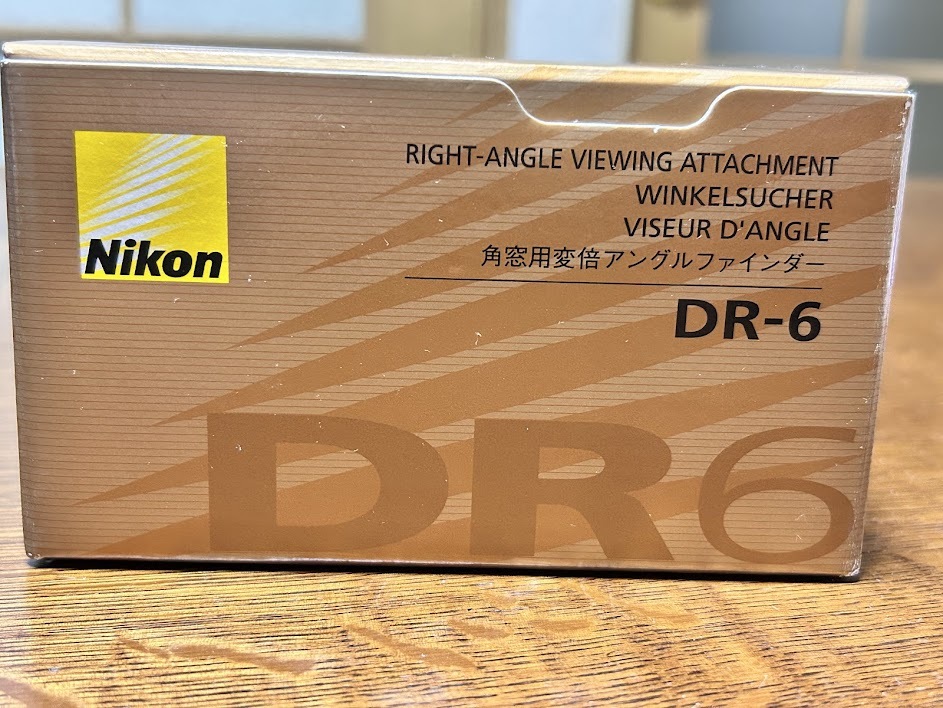 Nikon
RIGHT-ANGLE VIEWING ATTACHMENT
WINKELSUCHER
VISEUR D'ANGLE
角窓用変倍アングルファインダー
DR-6
DR6